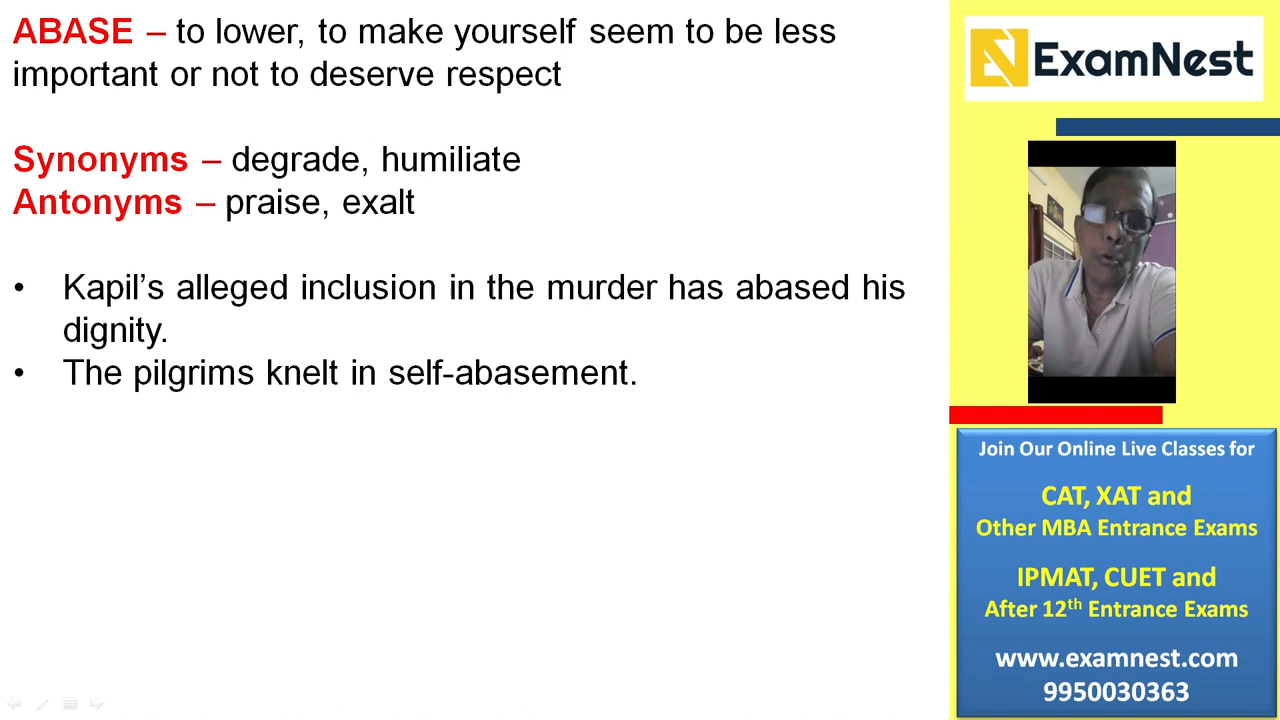 ABASE – to lower, to make yourself seem to be less
important or not to deserve respect
Synonyms – degrade, humiliate
Antonyms – praise, exalt
• Kapil’s alleged inclusion in the murder has abased his
dignity.
• The pilgrims knelt in self-abasement.
ExamNest
Join Our Online Live Classes for
CAT, XAT and
Other MBA Entrance Exams
IPMAT, CUET and
After 12th Entrance Exams
www.examnest.com
9950030363